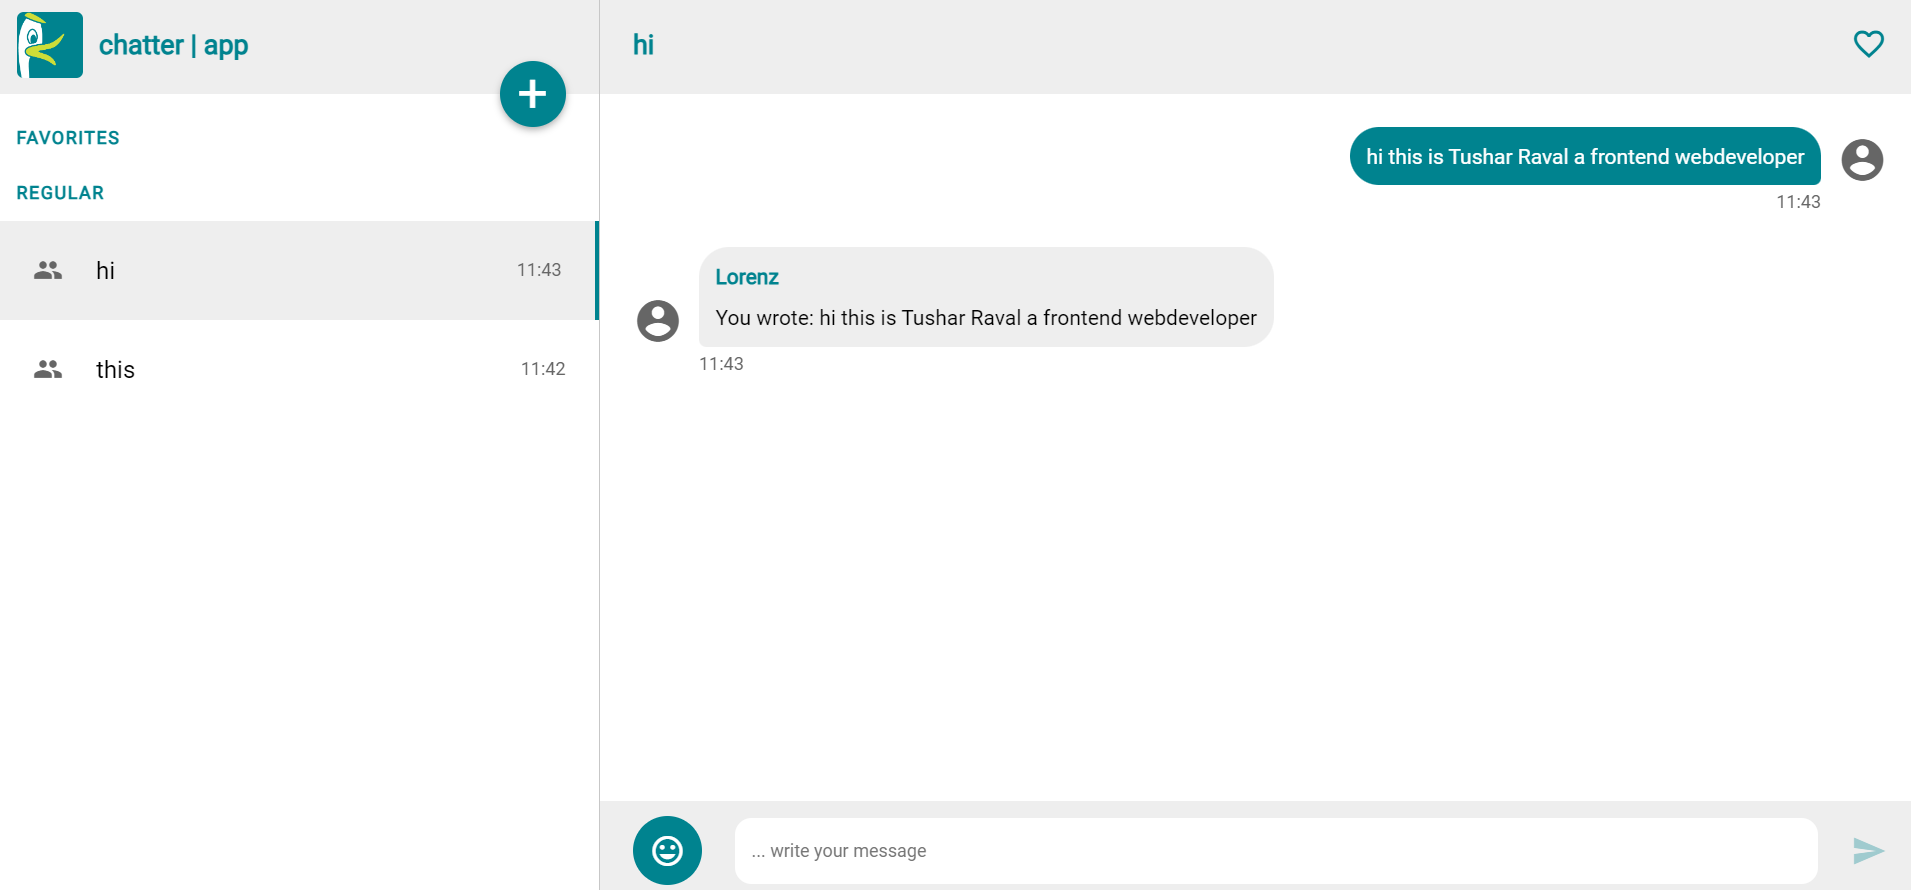 chatter | app
FAVORITES
REGULAR
hi 11:43
this 11:42
hi
hi this is Tushar Raval a frontend webdeveloper
11:43
Lorenz
You wrote: hi this is Tushar Raval a frontend webdeveloper
11:43
... write your message